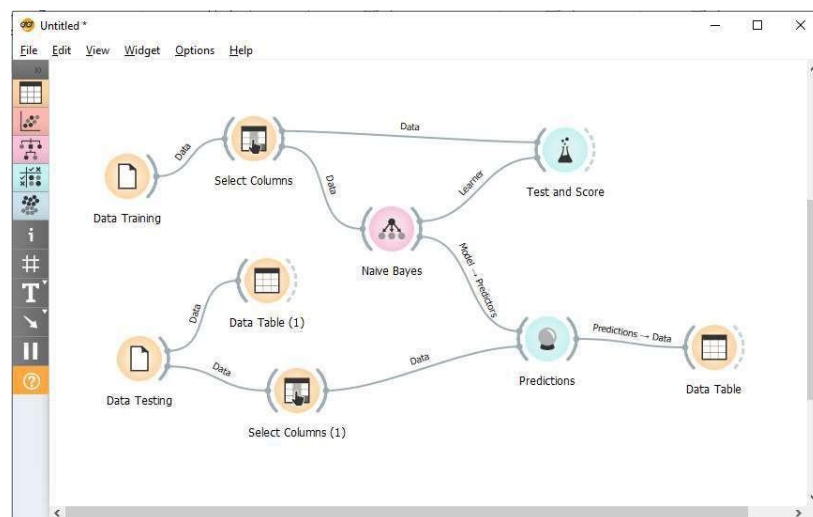 Untitled *
File Edit View Widget Options Help
Data
Data
Select Columns
Data Training
Data
Learner
Test and Score
Naive Bayes
Data
Data Table (1)
Model → Predictors
Data
Data Testing
Select Columns (1)
Data
Predictions
Predictions → Data
Data Table